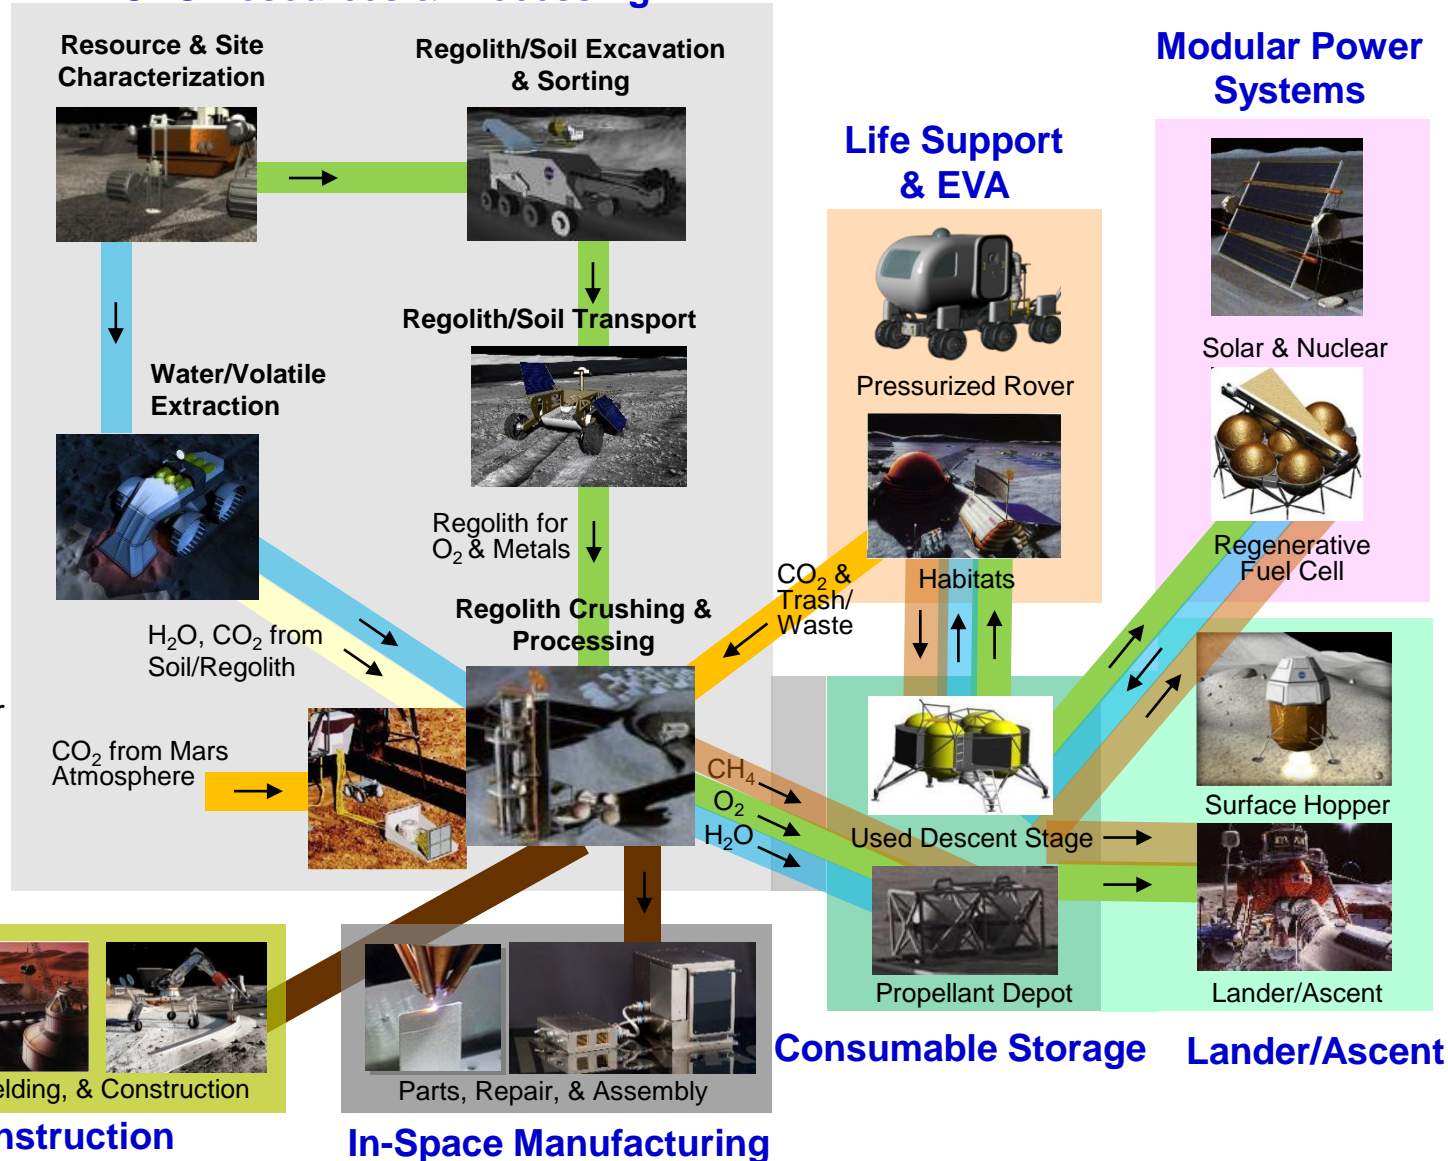 Resource & Site
Characterization
Regolith/Soil Excavation
& Sorting
Modular Power
Systems
Life Support
& EVA
Regolith/Soil Transport
Solar & Nuclear
Water/Volatile
Extraction
Pressurized Rover
Regolith for
O₂ & Metals
Regenerative
Fuel Cell
CO₂ &
Trash/
Waste
Habitats
Regolith Crushing &
Processing
H₂O, CO₂ from
Soil/Regolith
CO₂ from Mars
Atmosphere
CH₄
O₂
H₂O
Surface Hopper
Used Descent Stage
Propellant Depot
Lander/Ascent
Consumable Storage
Lander/Ascent
& Construction
Parts, Repair, & Assembly
In-Space Manufacturing